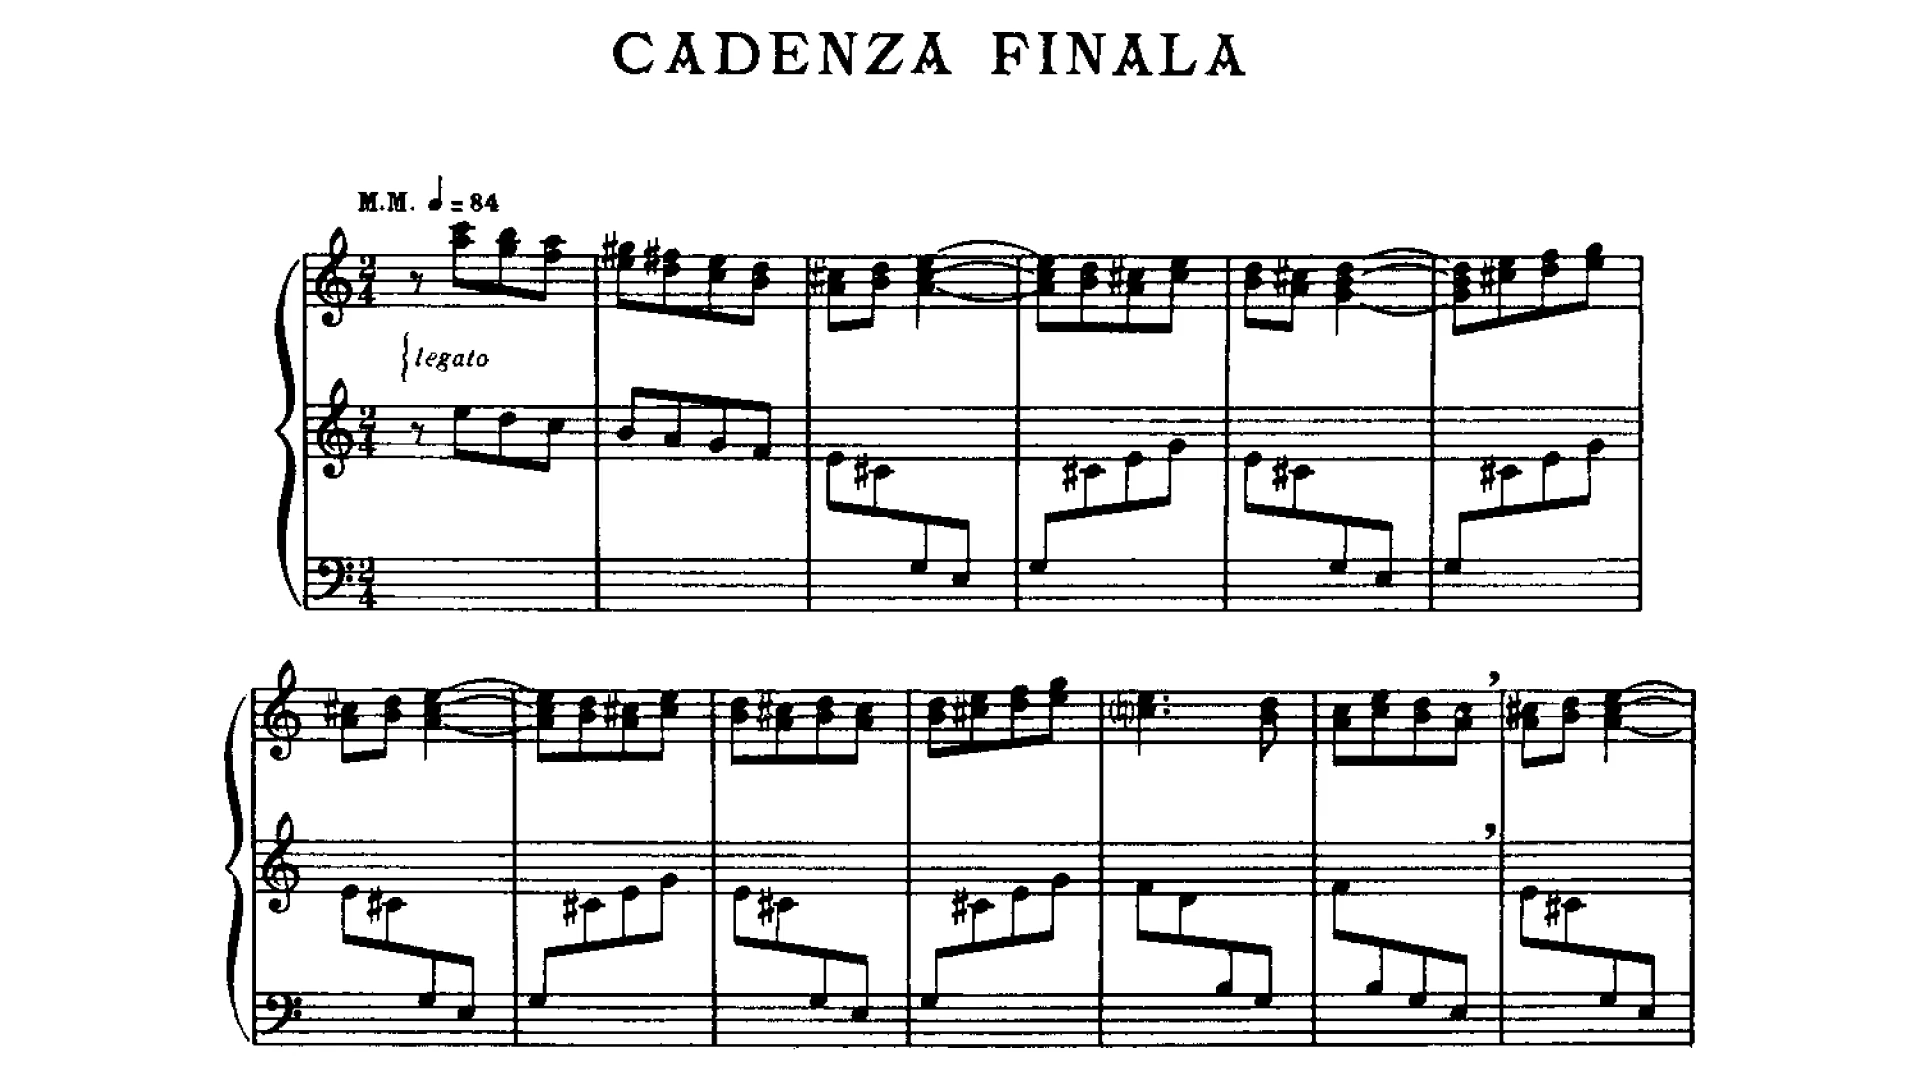 CADENZA FINALA
M.M. ♩ = 84
legato